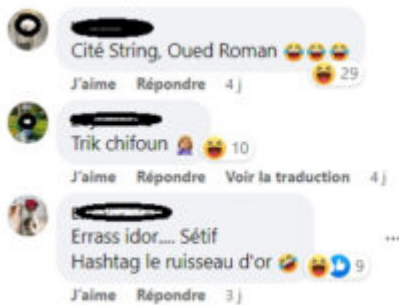 Cité String, Oued Roman 😂😂😂
29
J'aime Répondre 4 j
Trik chifoun 🤦🏼‍♀️
10
J'aime Répondre Voir la traduction 4 j
Errass idor.... Sétif
Hashtag le ruisseau d'or 🤣
9
J'aime Répondre 3 j